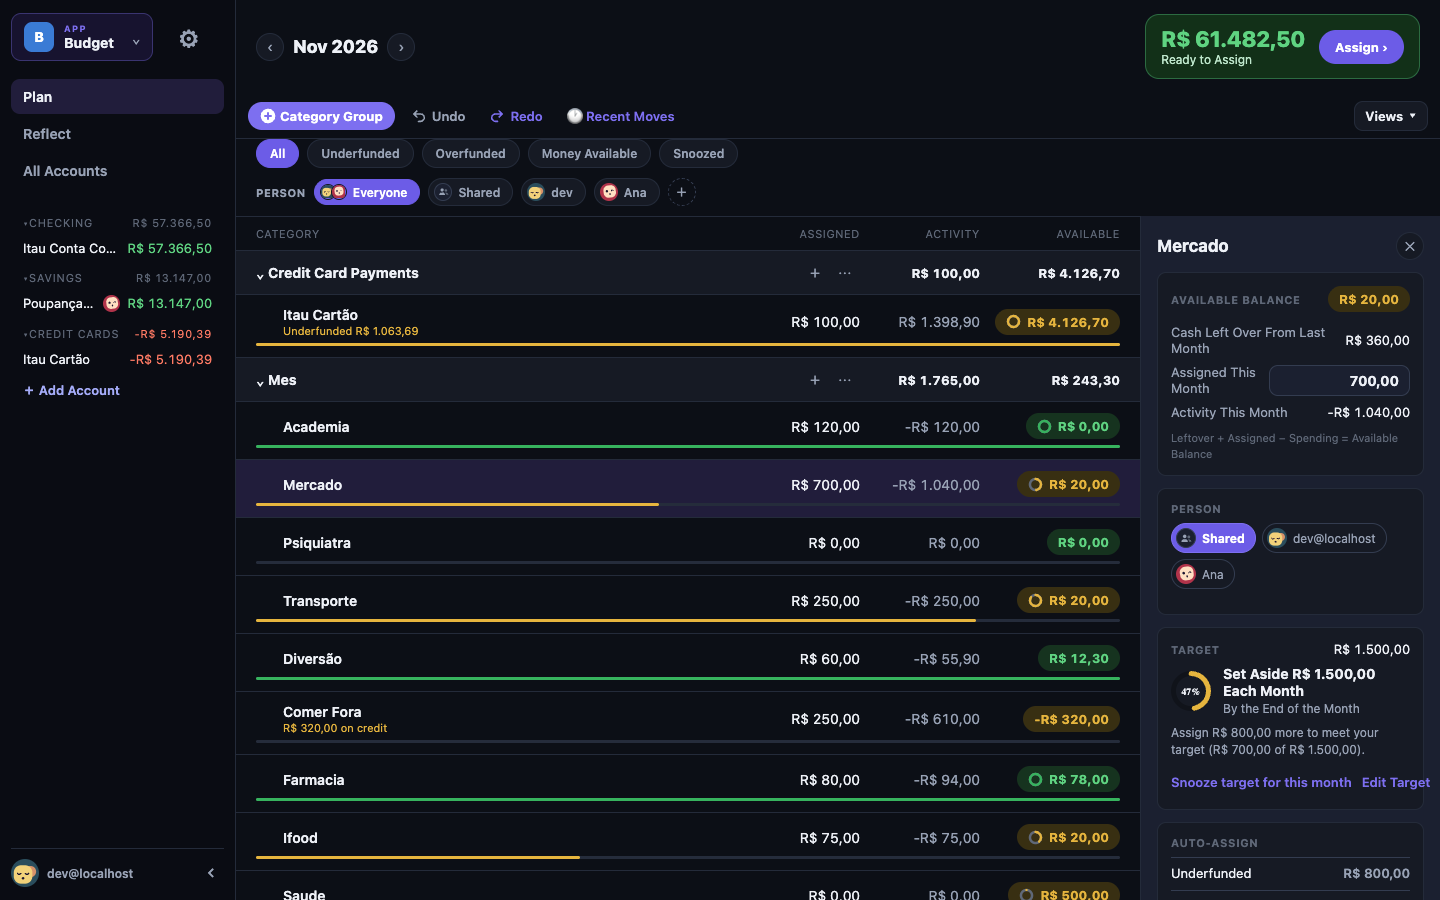 B
APP
Budget
Plan
Reflect
All Accounts
CHECKING R$ 57.366,50
Itau Conta Co... R$ 57.366,50
SAVINGS R$ 13.147,00
Poupança... R$ 13.147,00
CREDIT CARDS -R$ 5.190,39
Itau Cartão -R$ 5.190,39
+ Add Account
dev@localhost
‹ Nov 2026 ›
R$ 61.482,50
Ready to Assign
Assign ›
Category Group Undo Redo Recent Moves Views
All Underfunded Overfunded Money Available Snoozed
PERSON Everyone Shared dev Ana +
CATEGORY ASSIGNED ACTIVITY AVAILABLE
Credit Card Payments + ... R$ 100,00 R$ 4.126,70
Itau Cartão R$ 100,00 R$ 1.398,90 R$ 4.126,70
Underfunded R$ 1.063,69
Mes + ... R$ 1.765,00 R$ 243,30
Academia R$ 120,00 -R$ 120,00 R$ 0,00
Mercado R$ 700,00 -R$ 1.040,00 R$ 20,00
Psiquiatra R$ 0,00 R$ 0,00 R$ 0,00
Transporte R$ 250,00 -R$ 250,00 R$ 20,00
Diversão R$ 60,00 -R$ 55,90 R$ 12,30
Comer Fora R$ 250,00 -R$ 610,00 -R$ 320,00
R$ 320,00 on credit
Farmacia R$ 80,00 -R$ 94,00 R$ 78,00
Ifood R$ 75,00 -R$ 75,00 R$ 20,00
Saude R$ 0,00 R$ 0,00 R$ 500,00
Mercado
AVAILABLE BALANCE R$ 20,00
Cash Left Over From Last
Month R$ 360,00
Assigned This
Month 700,00
Activity This Month -R$ 1.040,00
Leftover + Assigned − Spending = Available
Balance
PERSON
Shared dev@localhost
Ana
TARGET R$ 1.500,00
47%
Set Aside R$ 1.500,00
Each Month
By the End of the Month
Assign R$ 800,00 more to meet your
target (R$ 700,00 of R$ 1.500,00).
Snooze target for this month Edit Target
AUTO-ASSIGN
Underfunded R$ 800,00